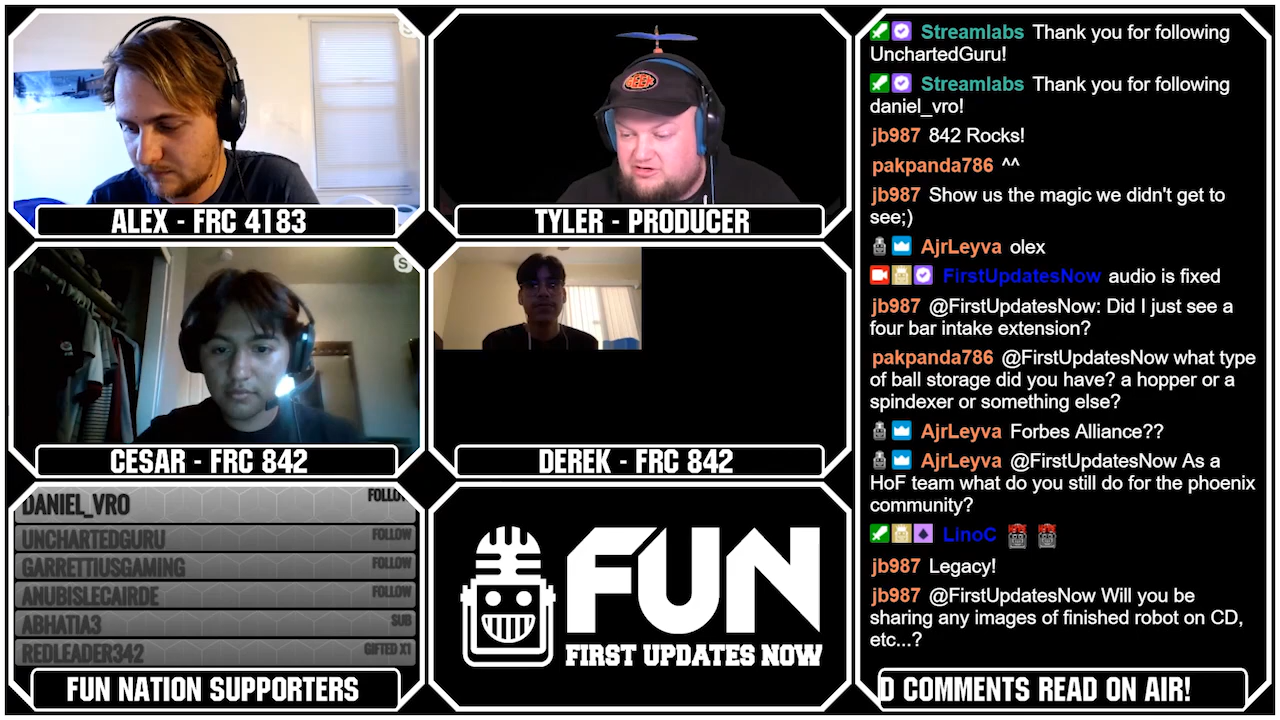 ALEX - FRC 4183
GEEK
TYLER - PRODUCER
S
CESAR - FRC 842
DEREK - FRC 842
DANIEL_VRO FOLLOW
UNCHARTEDGURU FOLLOW
GARRETTIUSGAMING FOLLOW
ANUBISLECAIRDE FOLLOW
ABHATIA3 SUB
REDLEADER342 GIFTED X1
FUN NATION SUPPORTERS
FUN
FIRST UPDATES NOW
Streamlabs Thank you for following
UnchartedGuru!
Streamlabs Thank you for following
daniel_vro!
jb987 842 Rocks!
pakpanda786 ^^
jb987 Show us the magic we didn't get to
see;)
AjrLeyva olex
FirstUpdatesNow audio is fixed
jb987 @FirstUpdatesNow: Did I just see a
four bar intake extension?
pakpanda786 @FirstUpdatesNow what type
of ball storage did you have? a hopper or a
spindexer or something else?
AjrLeyva Forbes Alliance??
AjrLeyva @FirstUpdatesNow As a
HoF team what do you still do for the phoenix
community?
LinoC
jb987 Legacy!
jb987 @FirstUpdatesNow Will you be
sharing any images of finished robot on CD,
etc...?
D COMMENTS READ ON AIR!